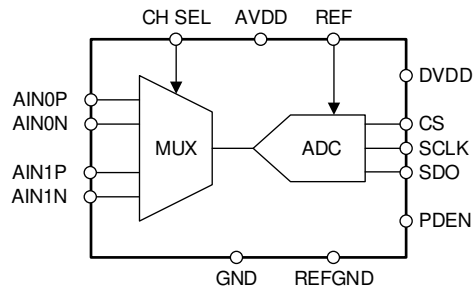 CH SEL AVDD REF
DVDD
AIN0P
AIN0N
CS
MUX
ADC
SCLK
AIN1P
SDO
AIN1N
PDEN
GND REFGND